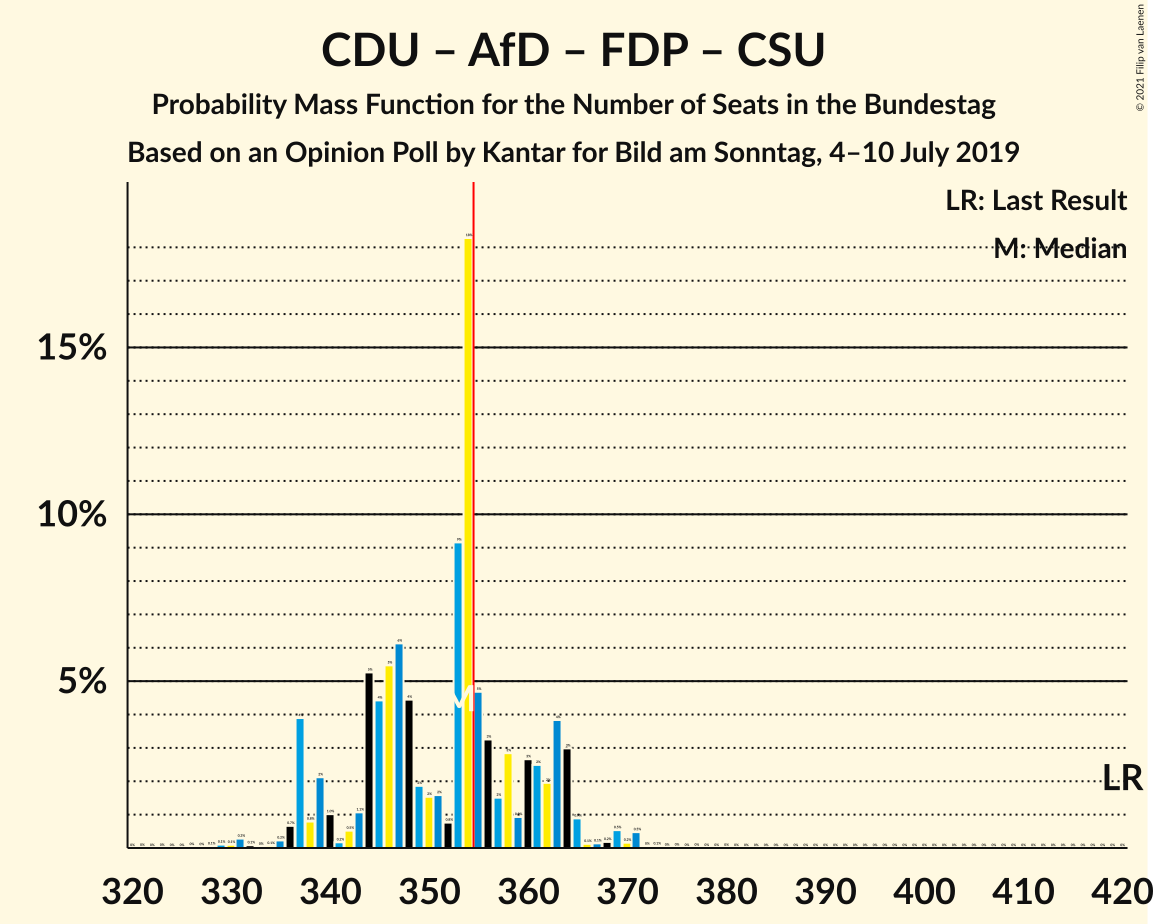 CDU – AfD – FDP – CSU
Probability Mass Function for the Number of Seats in the Bundestag
Based on an Opinion Poll by Kantar for Bild am Sonntag, 4–10 July 2019
© 2021 Filip van Laenen
LR: Last Result
M: Median
15%
10%
5%
M
LR
320 330 340 350 360 370 380 390 400 410 420